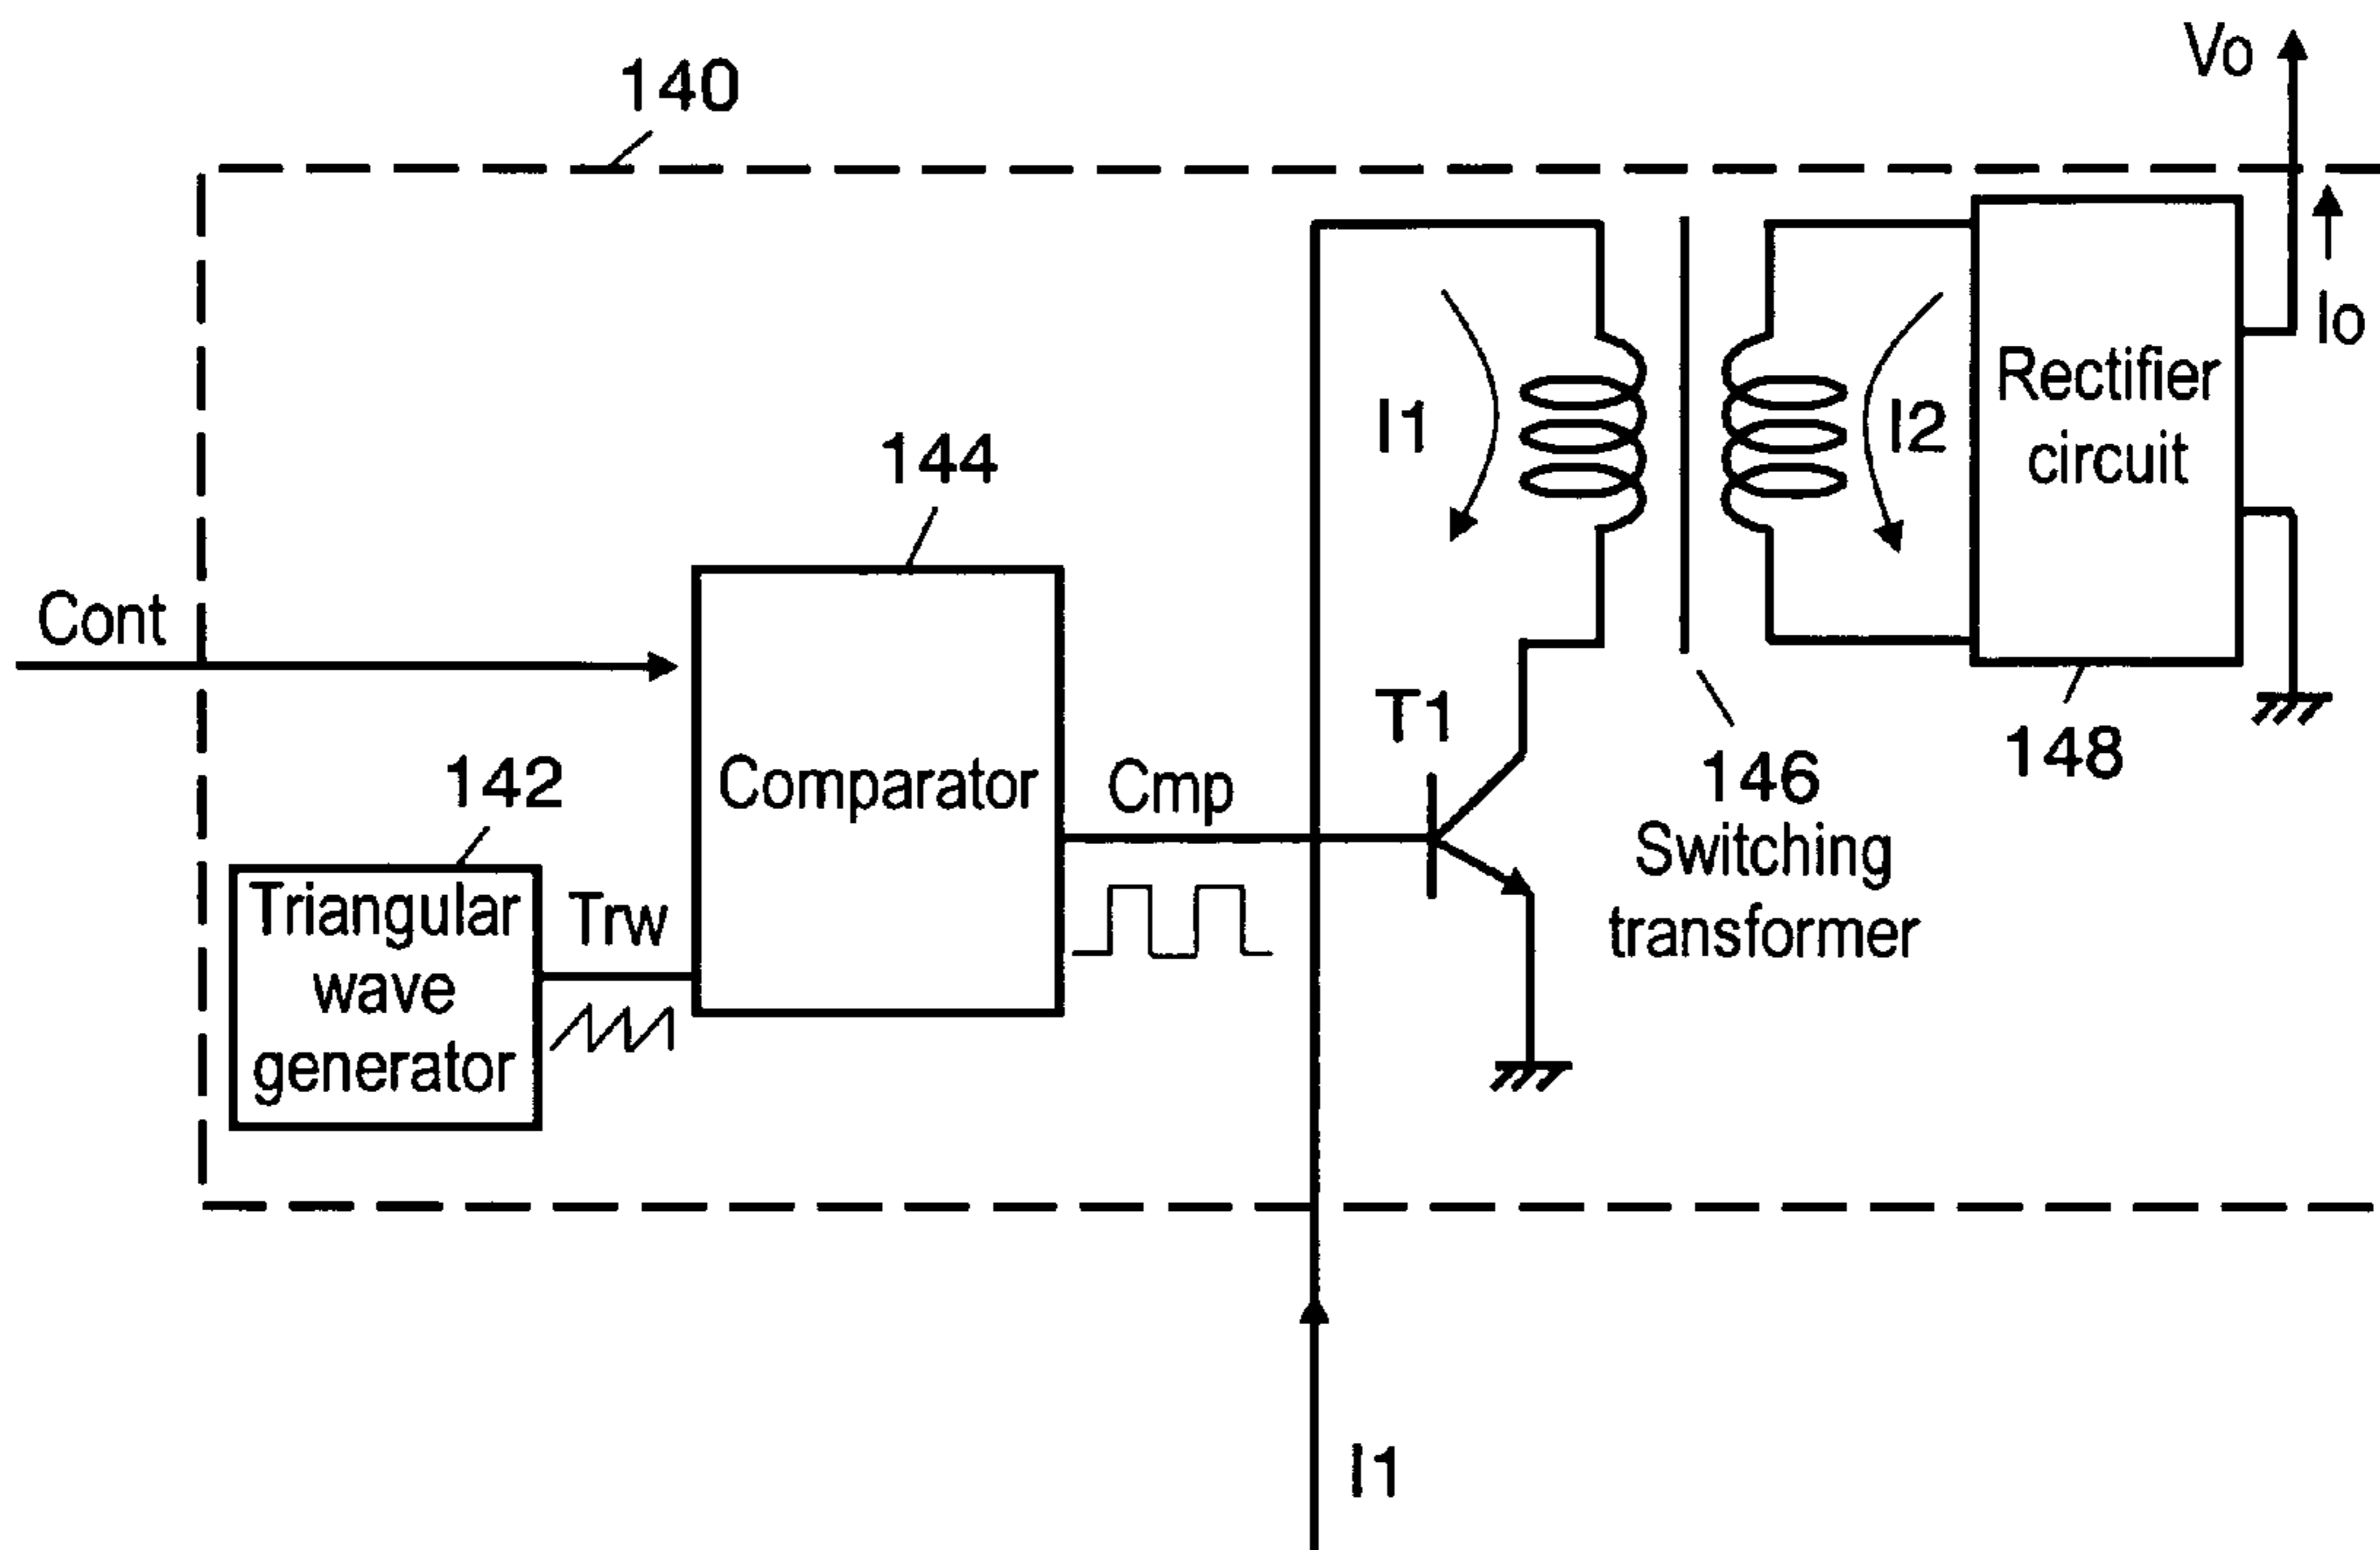 Vo
140
Io
I1
I2
Rectifier
circuit
144
Cont
T1
148
142
Comparator
Cmp
146
Switching
transformer
Triangular
wave
generator
Trw
I1